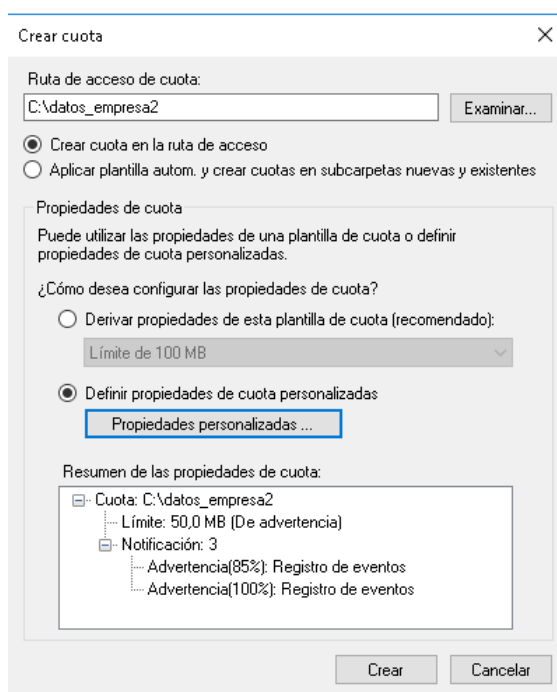 Crear cuota
Ruta de acceso de cuota:
C:\datos_empresa2
Examinar...
Crear cuota en la ruta de acceso
Aplicar plantilla autom. y crear cuotas en subcarpetas nuevas y existentes
Propiedades de cuota
Puede utilizar las propiedades de una plantilla de cuota o definir
propiedades de cuota personalizadas.
¿Cómo desea configurar las propiedades de cuota?
Derivar propiedades de esta plantilla de cuota (recomendado):
Límite de 100 MB
Definir propiedades de cuota personalizadas
Propiedades personalizadas ...
Resumen de las propiedades de cuota:
Cuota: C:\datos_empresa2
Límite: 50,0 MB (De advertencia)
Notificación: 3
Advertencia(85%): Registro de eventos
Advertencia(100%): Registro de eventos
Crear
Cancelar